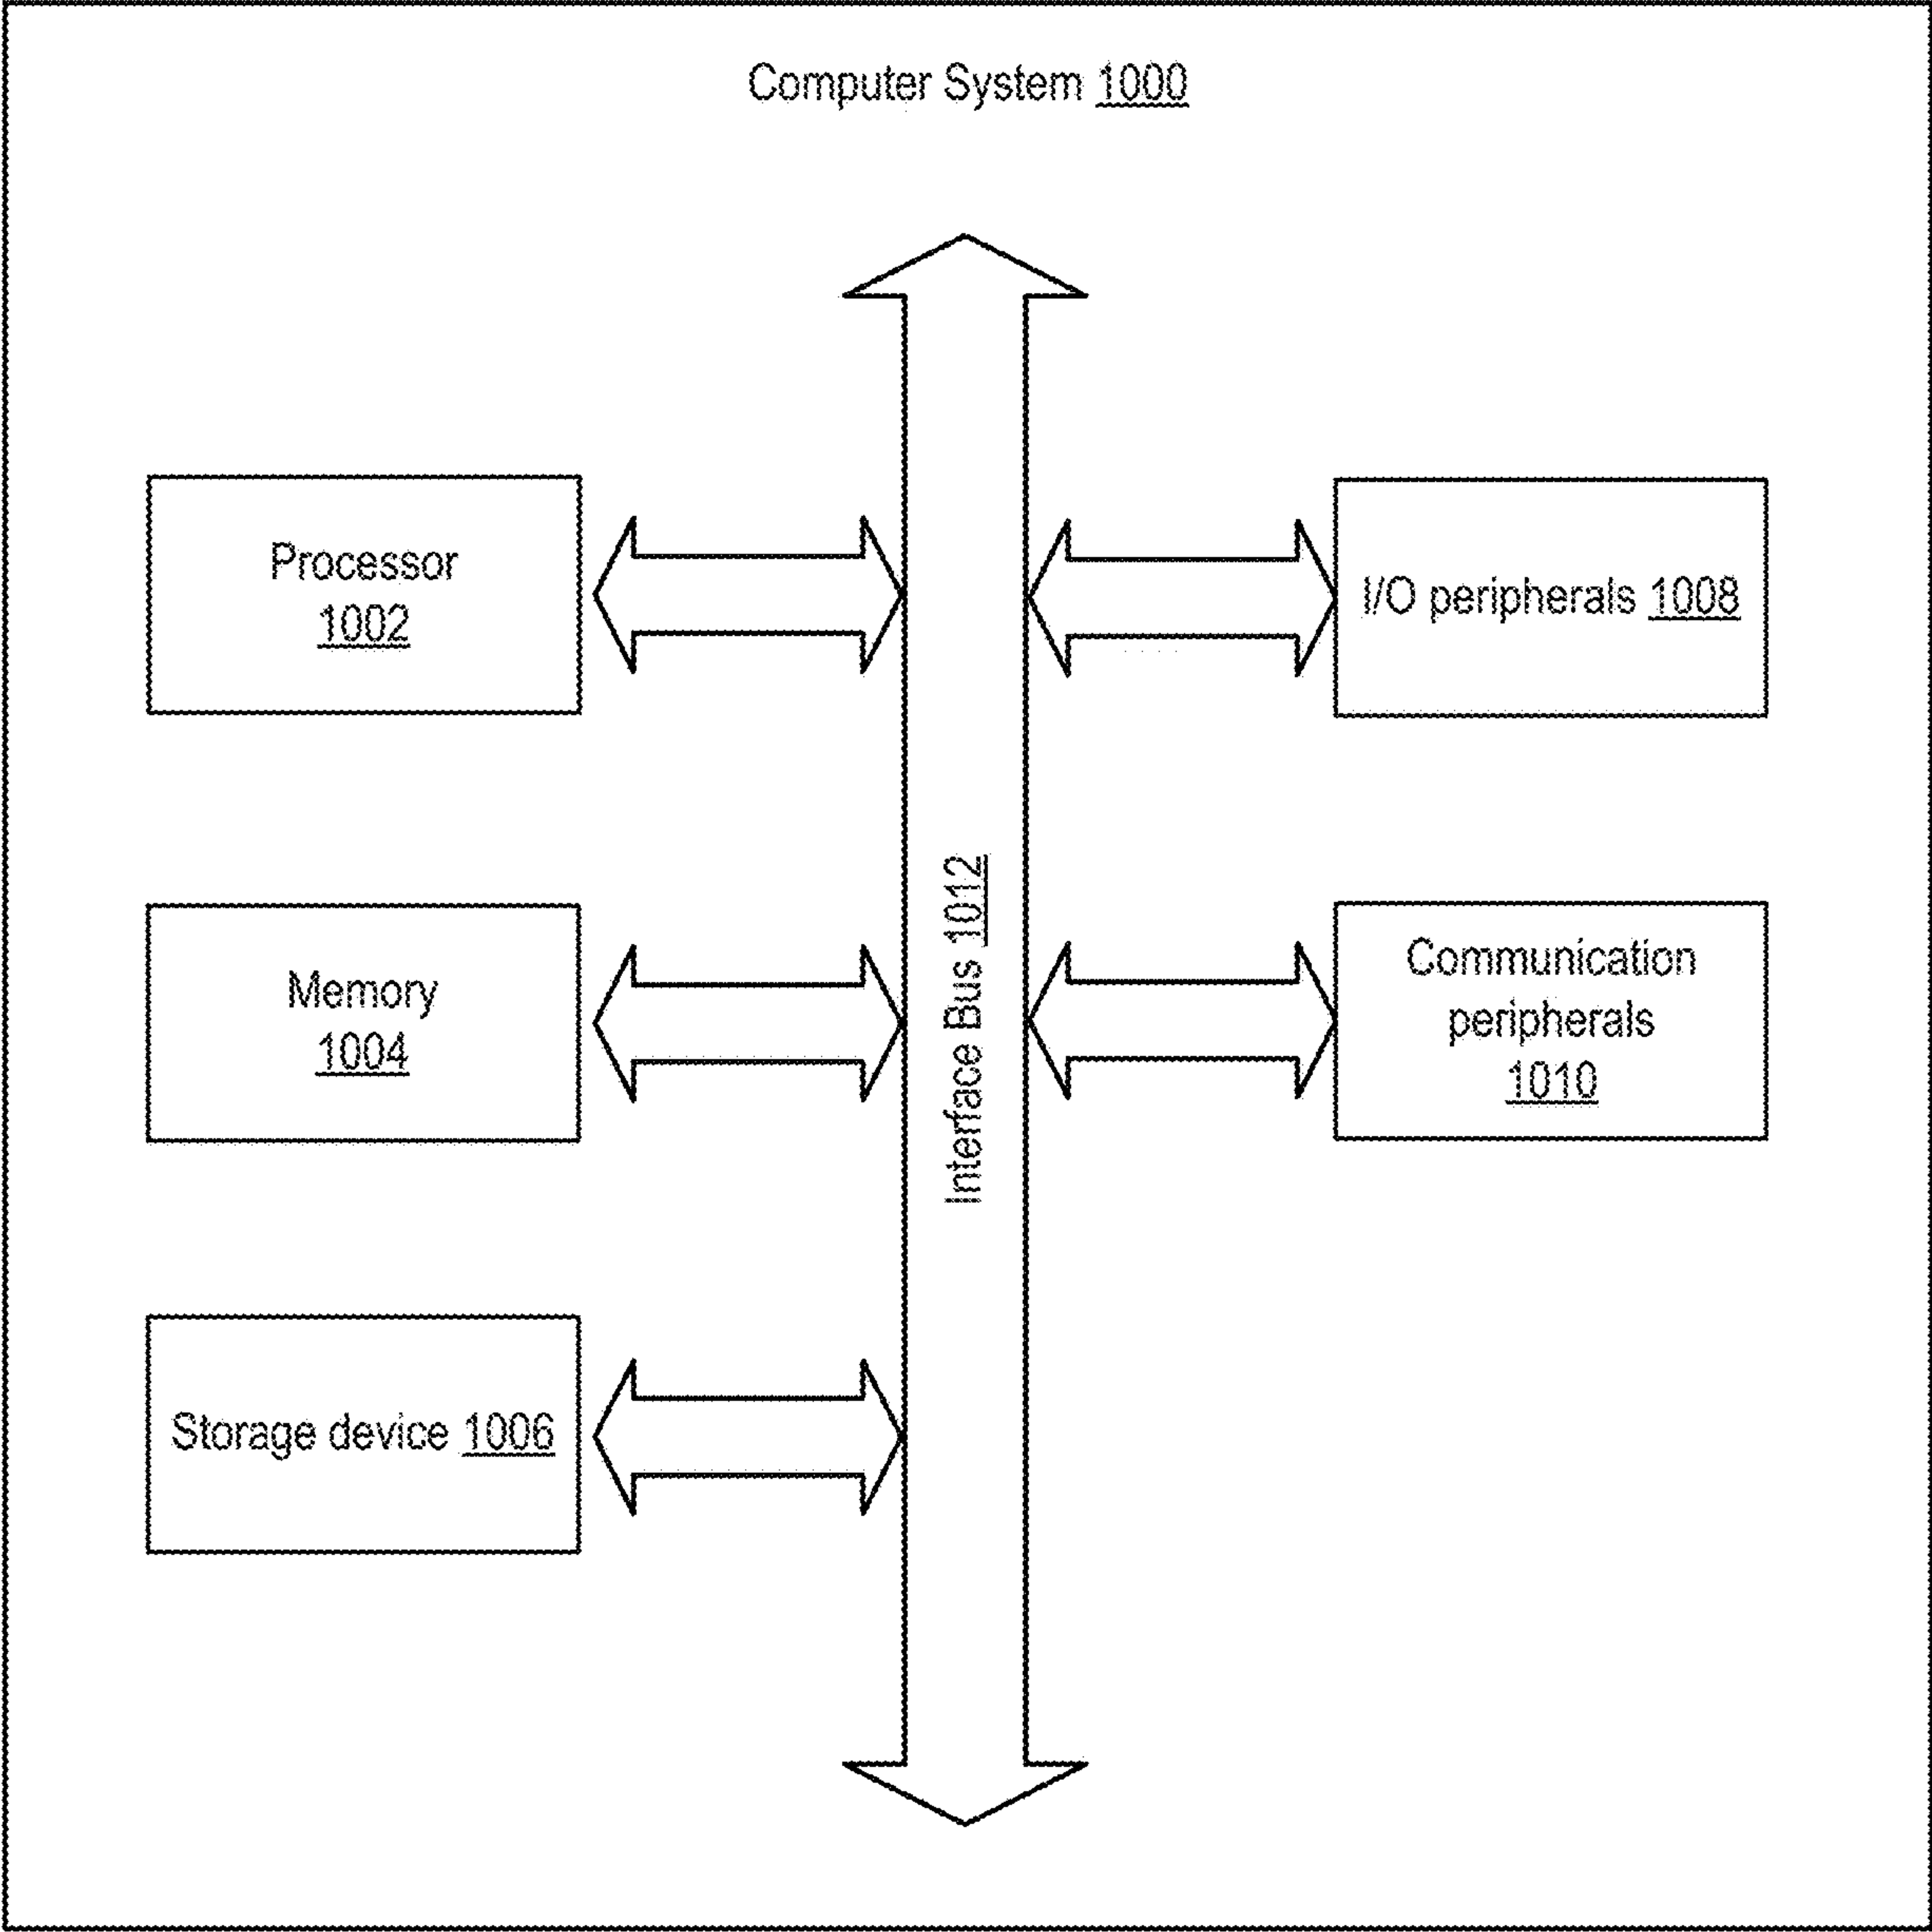 Computer System 1000
Processor
1002
I/O peripherals 1008
Interface Bus 1012
Memory
1004
Communication
peripherals
1010
Storage device 1006